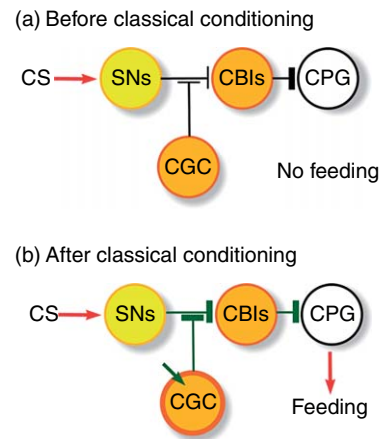 (a) Before classical conditioning
CS SNs CBIs CPG
CGC
No feeding
(b) After classical conditioning
CS SNs CBIs CPG
CGC
Feeding